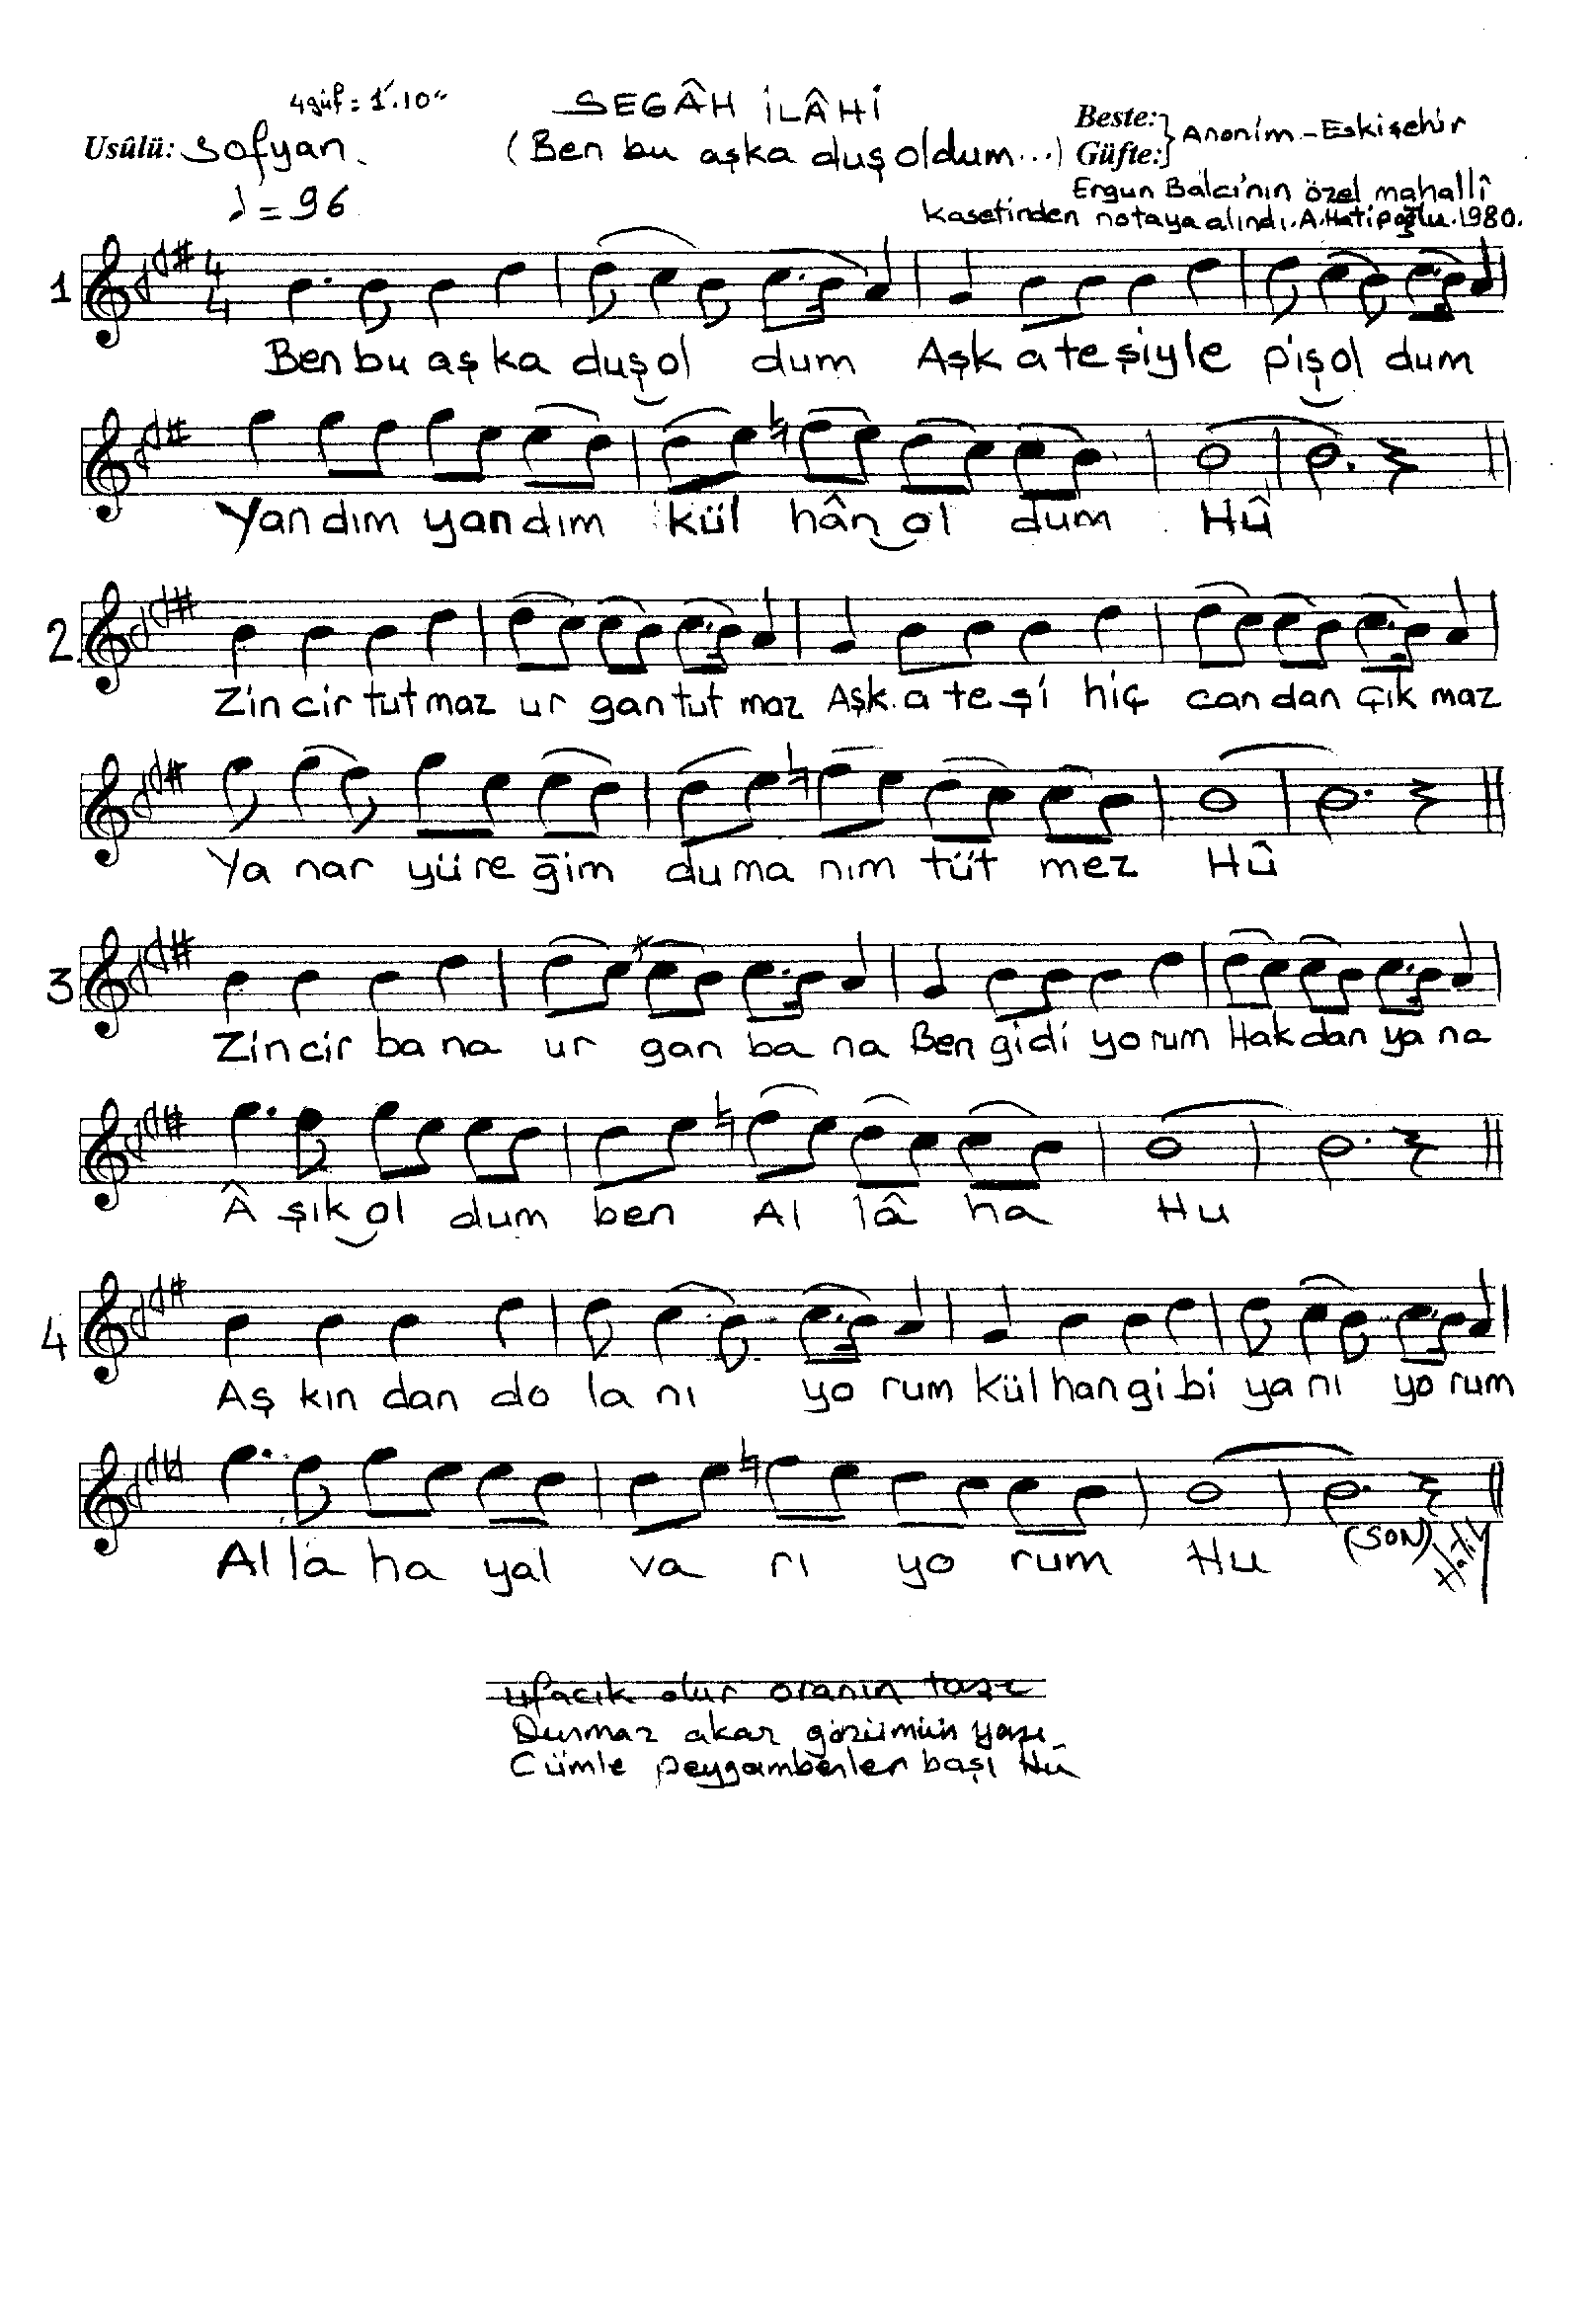 4 güf = 1'.10"
SEGÂH İLÂHİ
Usûlü: Sofyan.
(Ben bu aşka duş oldum...)
Beste: Güfte: } Anonim - Eskişehir
♩ = 96
Ergun Balcı'nın özel mahallî
kasetinden notaya alındı. A. Hatipoğlu. 1980.
1
4 4
Ben bu aş ka duş ol dum Aşk a te şiy le piş ol dum
Yan dım yan dım kül hân ol dum Hû
2
Zin cir tut maz ur gan tut maz Aşk a te şi hiç can dan çık maz
Ya nar yü re ğim du ma nım tüt mez Hû
3
Zin cir ba na ur gan ba na Ben gi di yo rum Hak dan ya na
 şık ol dum ben Al lâ ha Hu
4
Aş kın dan do la nı yo rum kül han gi bi ya nı yo rum
Al la ha yal va rı yo rum Hu (SON)
ufacık olur oranın taşı
Durmaz akar gözümün yaşı
Cümle peygamberler başı Hû